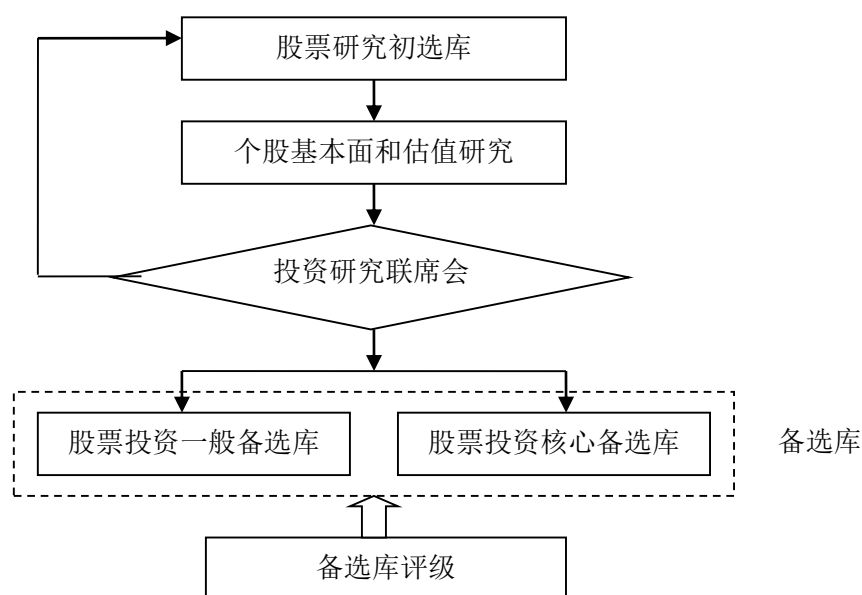 股票研究初选库
个股基本面和估值研究
投资研究联席会
股票投资一般备选库
股票投资核心备选库
备选库
备选库评级